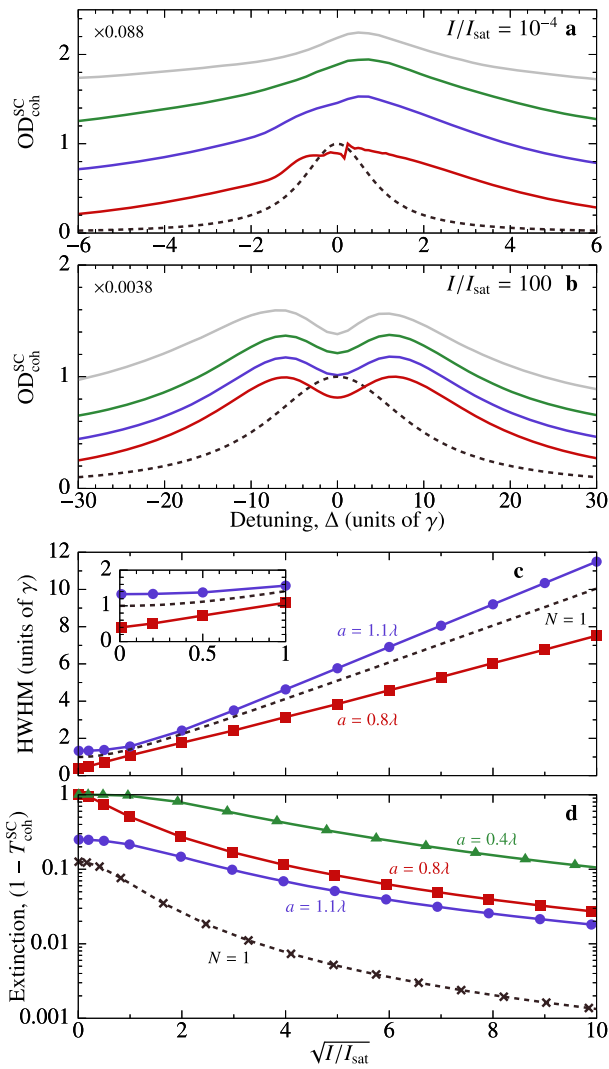 ×0.088 I/I_sat = 10^-4 a
OD^SC_coh
2
1
0
-6 -4 -2 0 2 4 6
×0.0038 I/I_sat = 100 b
OD^SC_coh
2
1
0
-30 -20 -10 0 10 20 30
Detuning, Δ (units of γ)
c
HWHM (units of γ)
12
10
8
6
4
2
0
2
1
0
0 0.5 1
N = 1
a = 1.1λ
a = 0.8λ
d
Extinction, (1 − T^SC_coh)
1
0.1
0.01
0.001
a = 0.4λ
a = 0.8λ
a = 1.1λ
N = 1
0 2 4 6 8 10
√I/I_sat